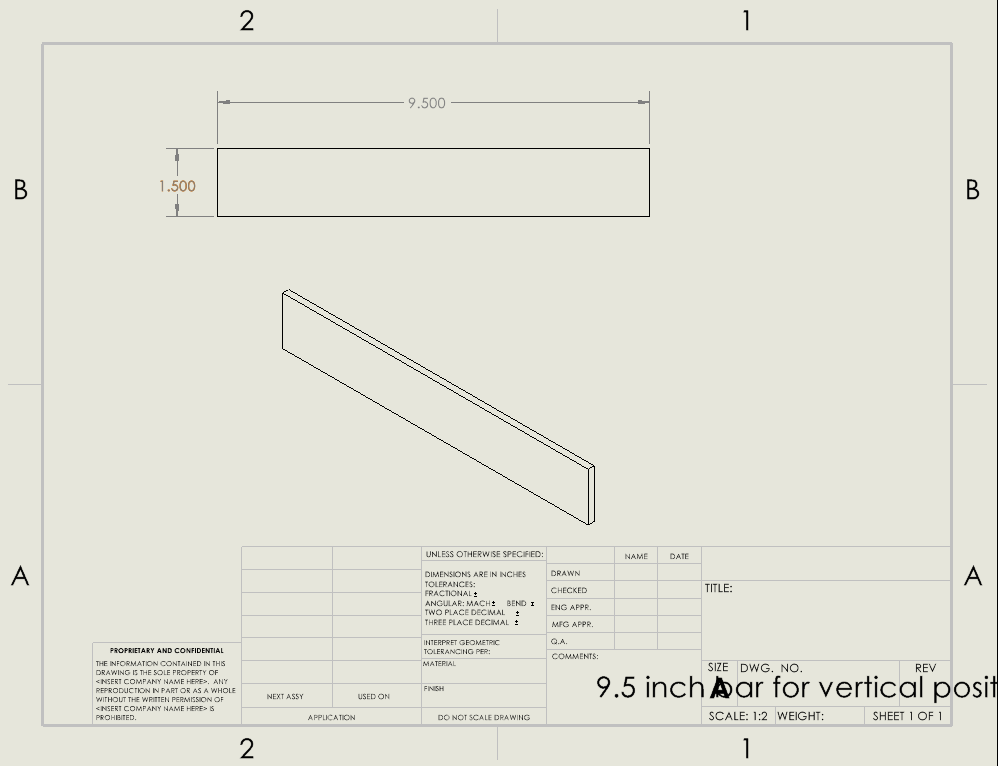 2 1
9.500
1.500
B B
A A
UNLESS OTHERWISE SPECIFIED:
DIMENSIONS ARE IN INCHES
TOLERANCES:
FRACTIONAL ±
ANGULAR: MACH ± BEND ±
TWO PLACE DECIMAL ±
THREE PLACE DECIMAL ±
INTERPRET GEOMETRIC
TOLERANCING PER:
MATERIAL
FINISH
DO NOT SCALE DRAWING
NAME DATE
DRAWN
CHECKED
ENG APPR.
MFG APPR.
Q.A.
COMMENTS:
TITLE:
SIZE DWG. NO. REV
A
9.5 inch bar for vertical posit
SCALE: 1:2 WEIGHT: SHEET 1 OF 1
PROPRIETARY AND CONFIDENTIAL
THE INFORMATION CONTAINED IN THIS
DRAWING IS THE SOLE PROPERTY OF
<INSERT COMPANY NAME HERE>. ANY
REPRODUCTION IN PART OR AS A WHOLE
WITHOUT THE WRITTEN PERMISSION OF
<INSERT COMPANY NAME HERE> IS
PROHIBITED.
NEXT ASSY USED ON
APPLICATION
2 1